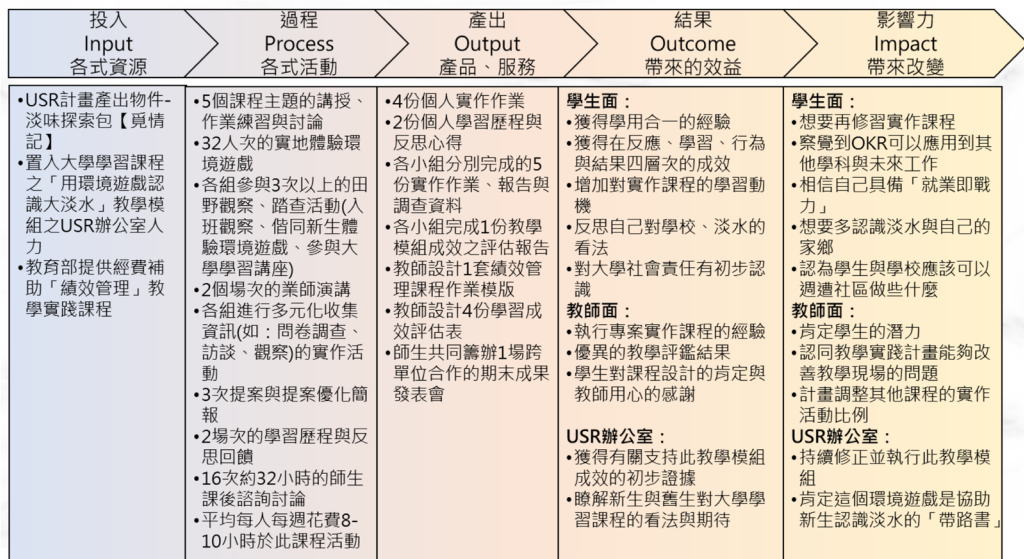 投入
Input
各式資源
過程
Process
各式活動
產出
Output
產品、服務
結果
Outcome
帶來的效益
影響力
Impact
帶來改變
•USR計畫產出物件-
淡味探索包【覓情
記】
•置入大學學習課程
之「用環境遊戲認
識大淡水」教學模
組之USR辦公室人
力
•教育部提供經費補
助「績效管理」教
學實踐課程
•5個課程主題的講授、
作業練習與討論
•32人次的實地體驗環
境遊戲
•各組參與3次以上的田
野觀察、踏查活動(入
班觀察、偕同新生體
驗環境遊戲、參與大
學學習講座)
•2個場次的業師演講
•各組進行多元化收集
資訊(如：問卷調查、
訪談、觀察)的實作活
動
•3次提案與提案優化簡
報
•2場次的學習歷程與反
思回饋
•16次約32小時的師生
課後諮詢討論
•平均每人每週花費8-
10小時於此課程活動
•4份個人實作作業
•2份個人學習歷程與
反思心得
•各小組分別完成的5
份實作作業、報告與
調查資料
•各小組完成1份教學
模組成效之評估報告
•教師設計1套績效管
理課程作業模版
•教師設計4份學習成
效評估表
•師生共同籌辦1場跨
單位合作的期末成果
發表會
學生面：
•獲得學用合一的經驗
•獲得在反應、學習、行為
與結果四層次的成效
•增加對實作課程的學習動
機
•反思自己對學校、淡水的
看法
•對大學社會責任有初步認
識
教師面：
•執行專案實作課程的經驗
•優異的教學評鑑結果
•學生對課程設計的肯定與
教師用心的感謝
USR辦公室：
•獲得有關支持此教學模組
成效的初步證據
•瞭解新生與舊生對大學學
習課程的看法與期待
學生面：
•想要再修習實作課程
•察覺到OKR可以應用到其
他學科與未來工作
•相信自己具備「就業即戰
力」
•想要多認識淡水與自己的
家鄉
•認為學生與學校應該可以
週遭社區做些什麼
教師面：
•肯定學生的潛力
•認同教學實踐計畫能夠改
善教學現場的問題
•計畫調整其他課程的實作
活動比例
USR辦公室：
•持續修正並執行此教學模
組
•肯定這個環境遊戲是協助
新生認識淡水的「帶路書」